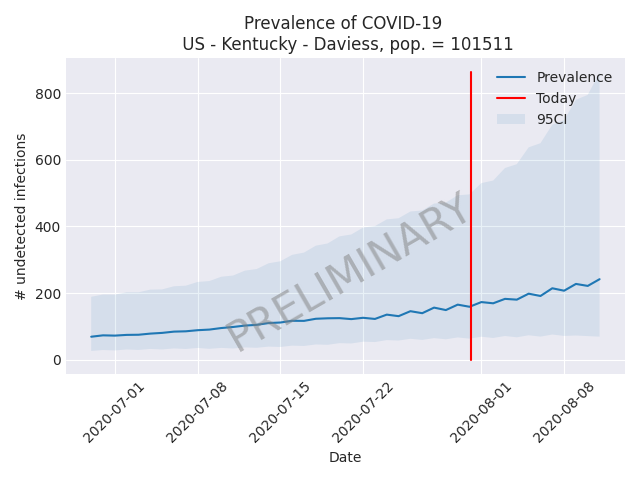 Prevalence of COVID-19
US - Kentucky - Daviess, pop. = 101511
# undetected infections
800
600
400
200
0
Prevalence
Today
95CI
PRELIMINARY
2020-07-01
2020-07-08
2020-07-15
2020-07-22
2020-08-01
2020-08-08
Date